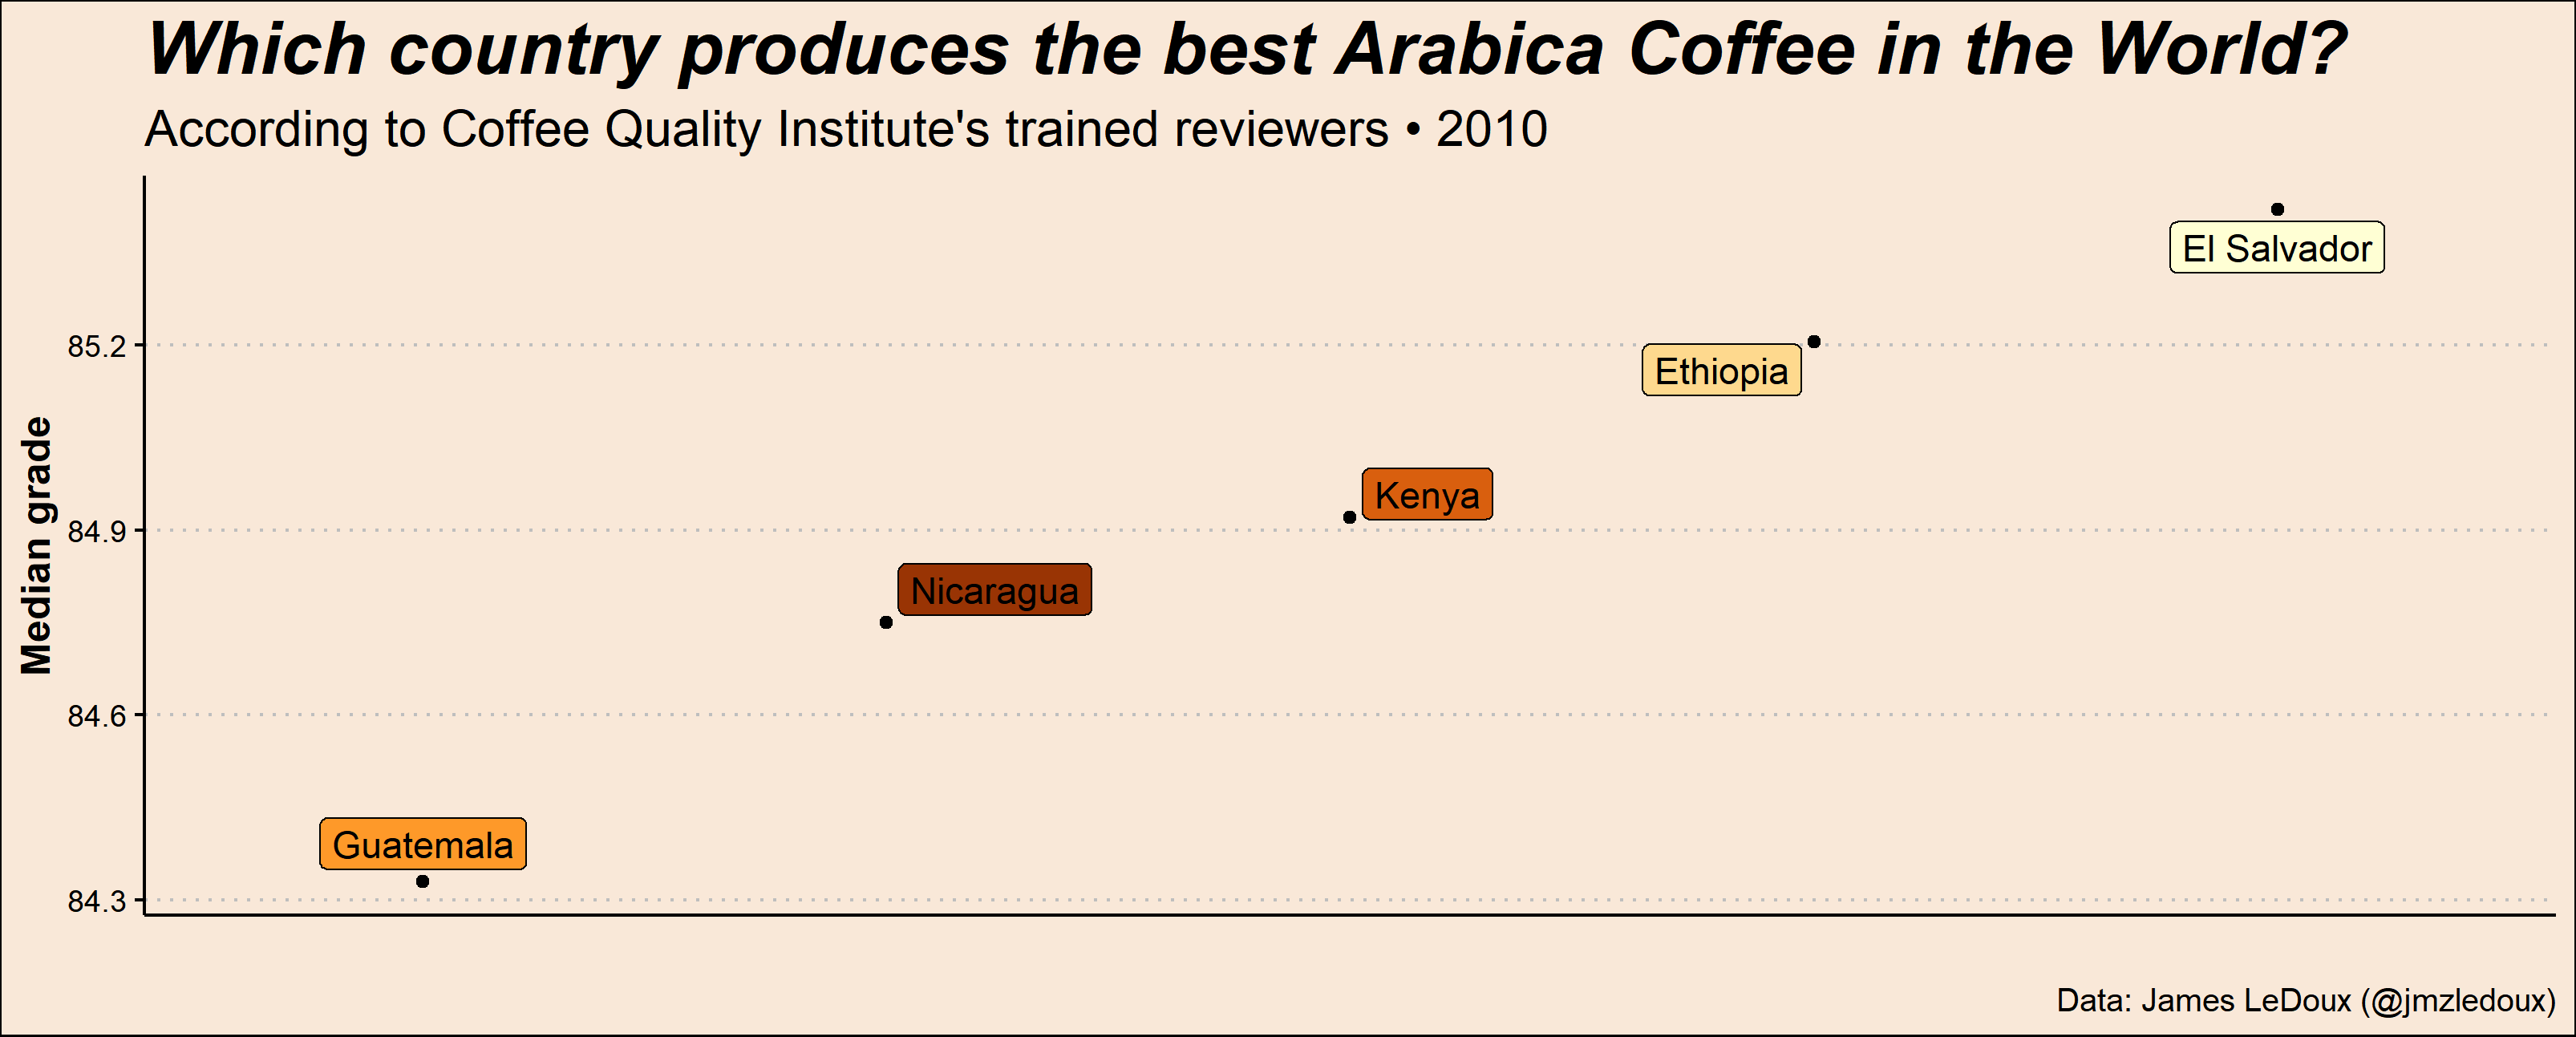 Which country produces the best Arabica Coffee in the World?
According to Coffee Quality Institute's trained reviewers • 2010
El Salvador
85.2
Ethiopia
Kenya
84.9
Median grade
Nicaragua
84.6
Guatemala
84.3
Data: James LeDoux (@jmzledoux)